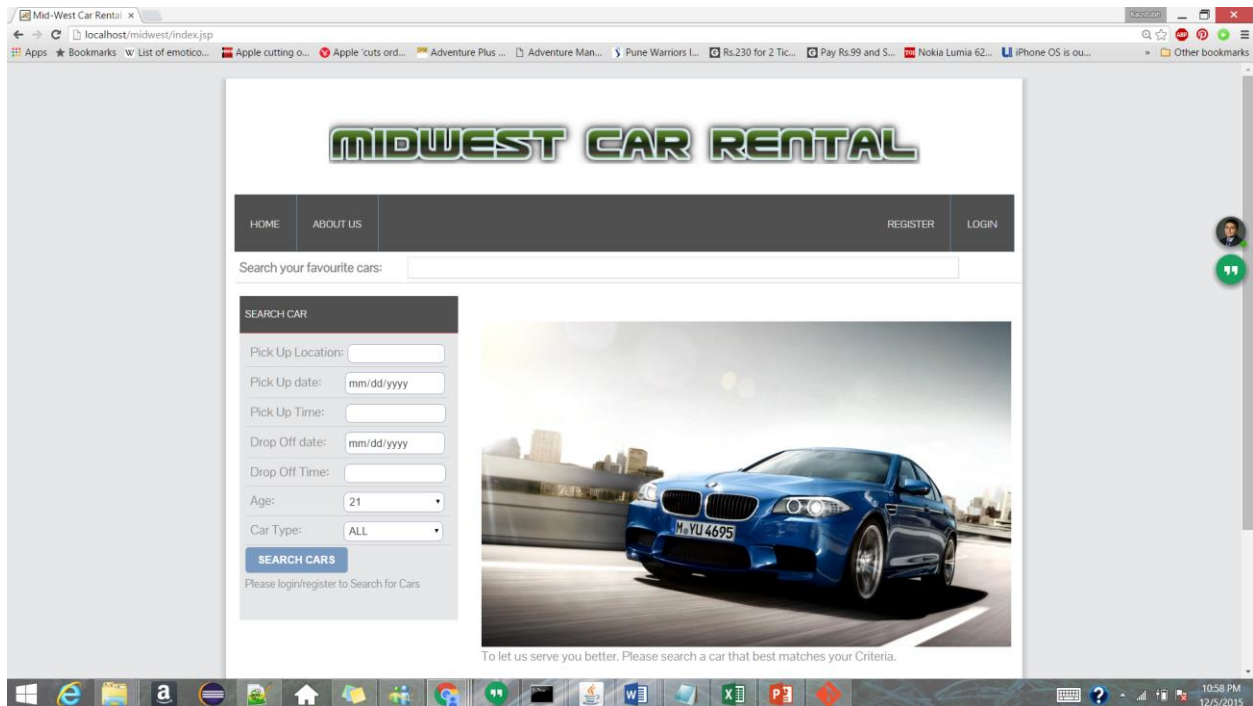 Mid-West Car Rental
Kaustubh
localhost/midwest/index.jsp
Apps Bookmarks List of emotico... Apple cutting o... Apple 'cuts ord... Adventure Plus ... Adventure Man... Pune Warriors I... Rs.230 for 2 Tic... Pay Rs.99 and S... Nokia Lumia 62... iPhone OS is ou... » Other bookmarks
MIDWEST CAR RENTAL
HOME ABOUT US REGISTER LOGIN
Search your favourite cars:
SEARCH CAR
Pick Up Location:
Pick Up date: mm/dd/yyyy
Pick Up Time:
Drop Off date: mm/dd/yyyy
Drop Off Time:
Age: 21
Car Type: ALL
SEARCH CARS
Please login/register to Search for Cars
M YU 4695
To let us serve you better. Please search a car that best matches your Criteria.
10:58 PM
12/5/2015